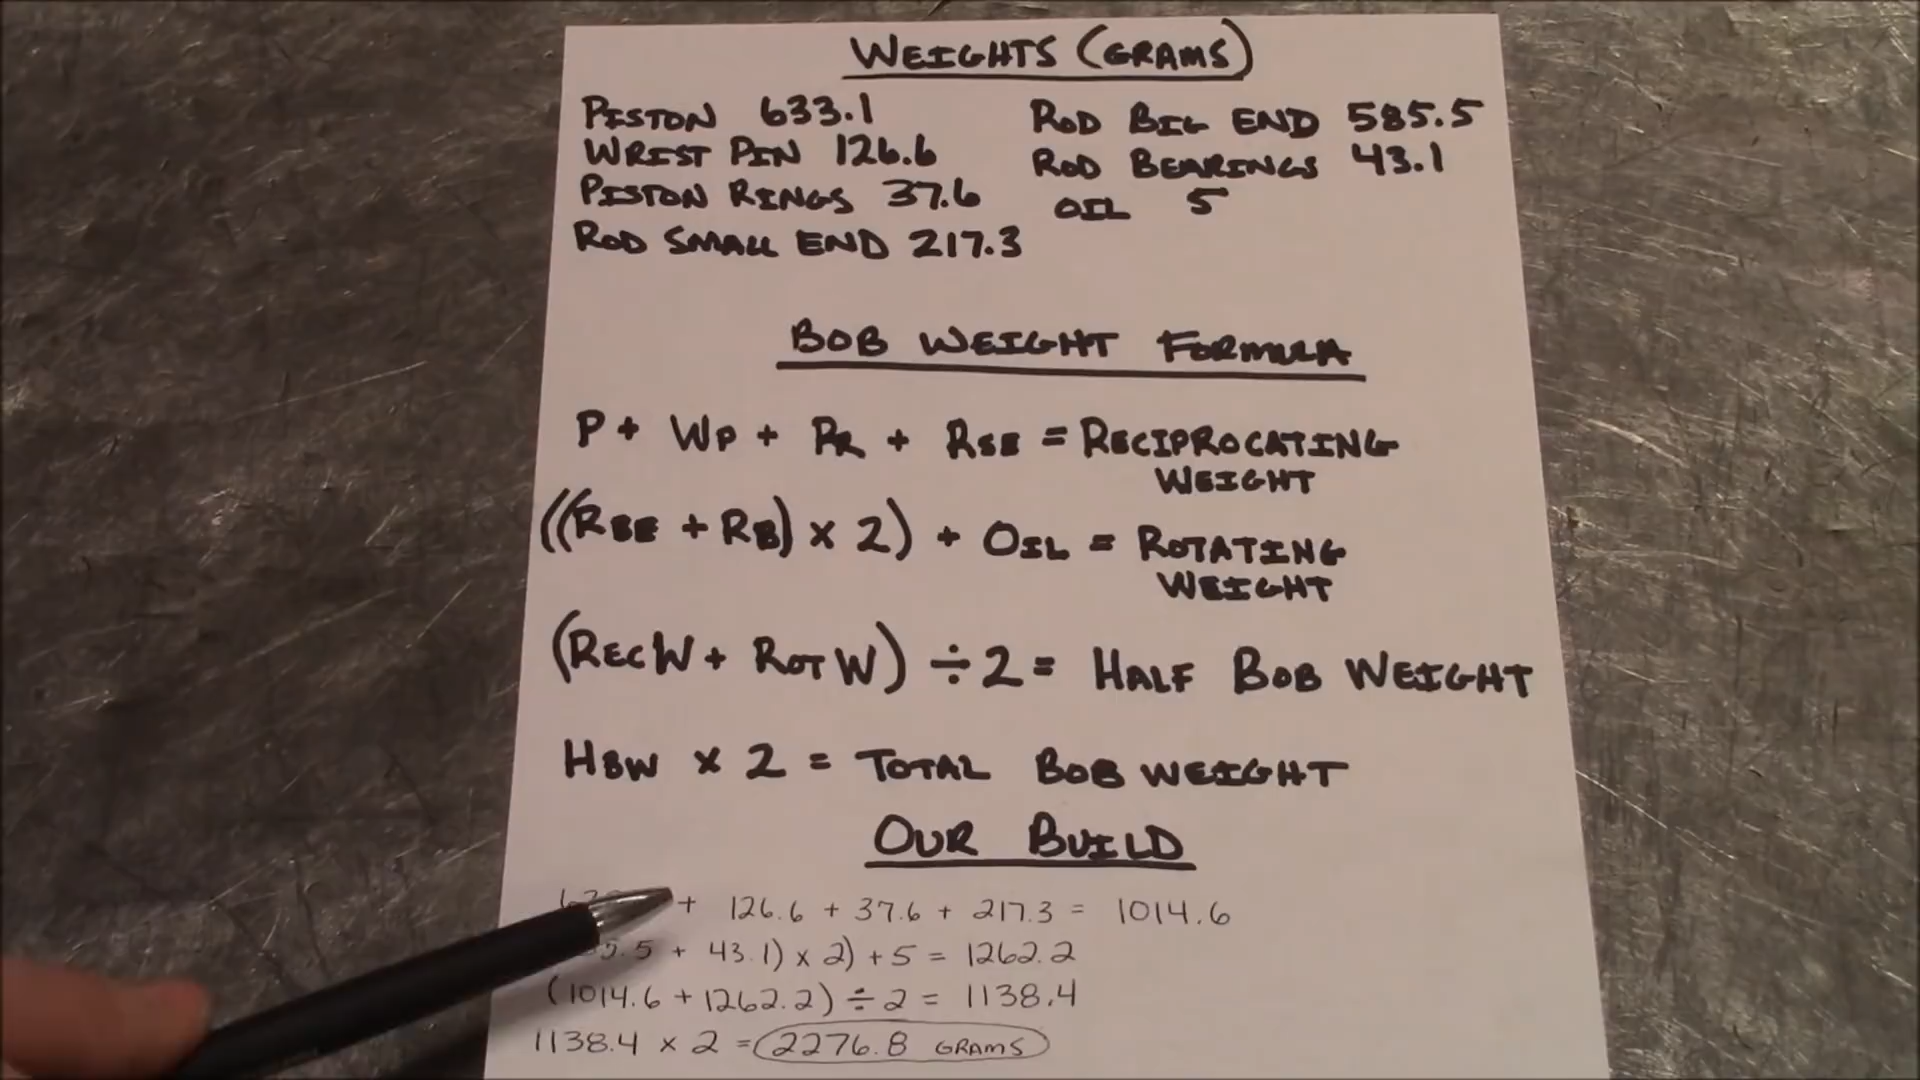 WEIGHTS (GRAMS)
PISTON 633.1
WRIST PIN 126.6
PISTON RINGS 37.6
ROD SMALL END 217.3
ROD BIG END 585.5
ROD BEARINGS 43.1
OIL 5
BOB WEIGHT FORMULA
P + WP + PR + RSE = RECIPROCATING
WEIGHT
((RBE + RB) × 2) + OIL = ROTATING
WEIGHT
(RECW + ROTW) ÷ 2 = HALF BOB WEIGHT
HBW × 2 = TOTAL BOB WEIGHT
OUR BUILD
+ 126.6 + 37.6 + 217.3 = 1014.6
5.5 + 43.1) × 2) + 5 = 1262.2
(1014.6 + 1262.2) ÷ 2 = 1138.4
1138.4 × 2 = 2276.8 GRAMS